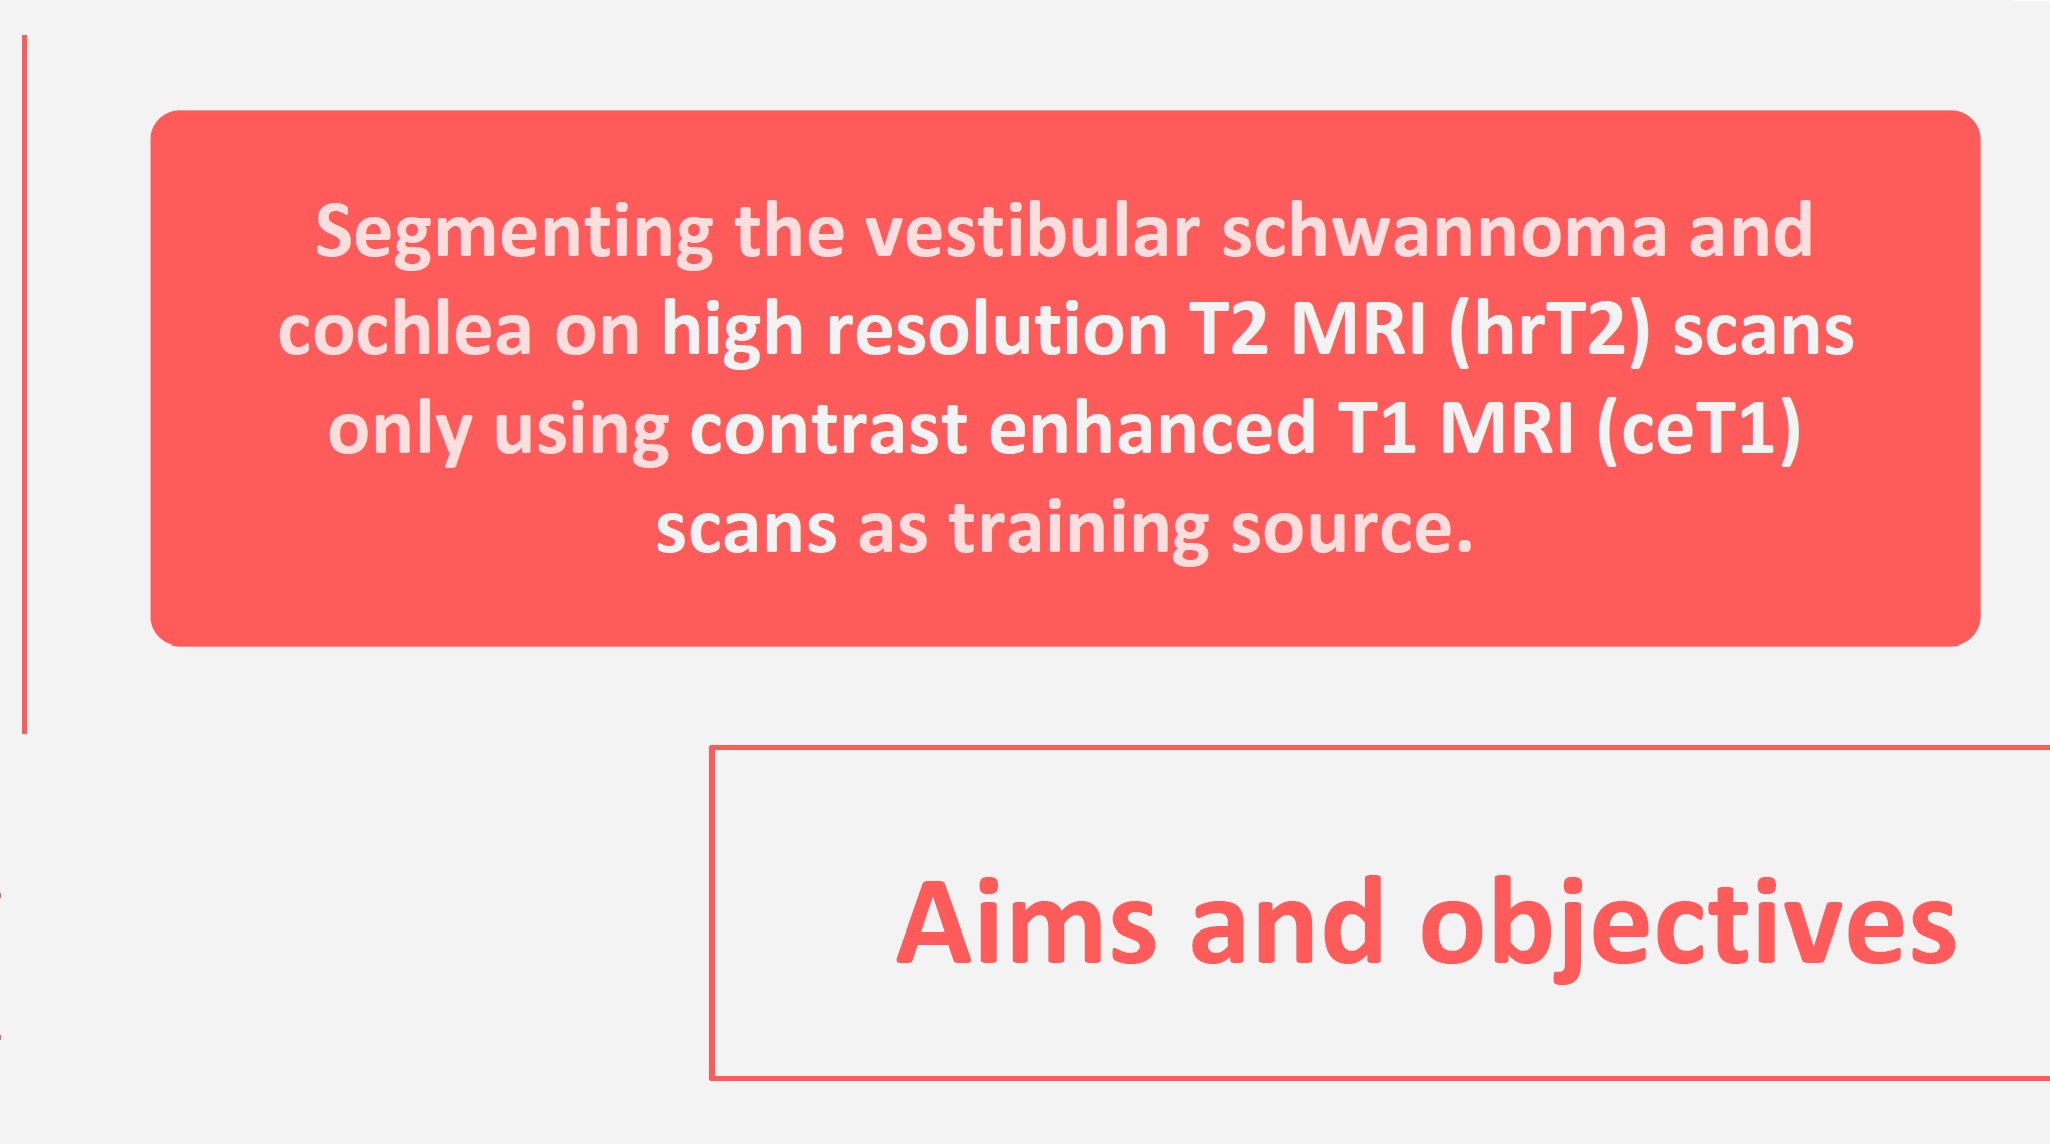 Segmenting the vestibular schwannoma and
cochlea on high resolution T2 MRI (hrT2) scans
only using contrast enhanced T1 MRI (ceT1)
scans as training source.
Aims and objectives